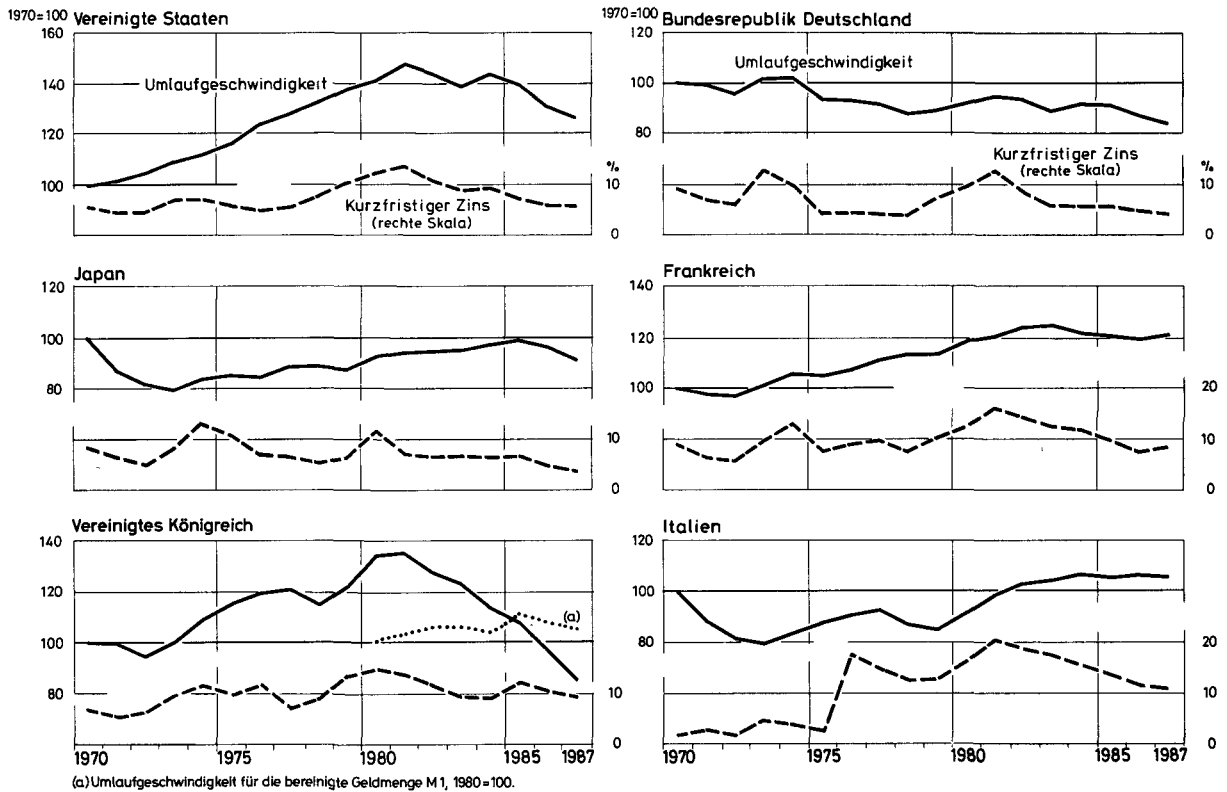 1970=100 Vereinigte Staaten
160
140
120
100
Umlaufgeschwindigkeit
Kurzfristiger Zins
(rechte Skala)
%
10
0
1970=100 Bundesrepublik Deutschland
120
100
80
Umlaufgeschwindigkeit
Kurzfristiger Zins
(rechte Skala)
%
10
0
Japan
120
100
80
10
0
Frankreich
140
120
100
20
10
0
Vereinigtes Königreich
140
120
100
80
(a)
10
0
1970 1975 1980 1985 1987
Italien
120
100
80
20
10
0
1970 1975 1980 1985 1987
(a) Umlaufgeschwindigkeit für die bereinigte Geldmenge M1, 1980=100.